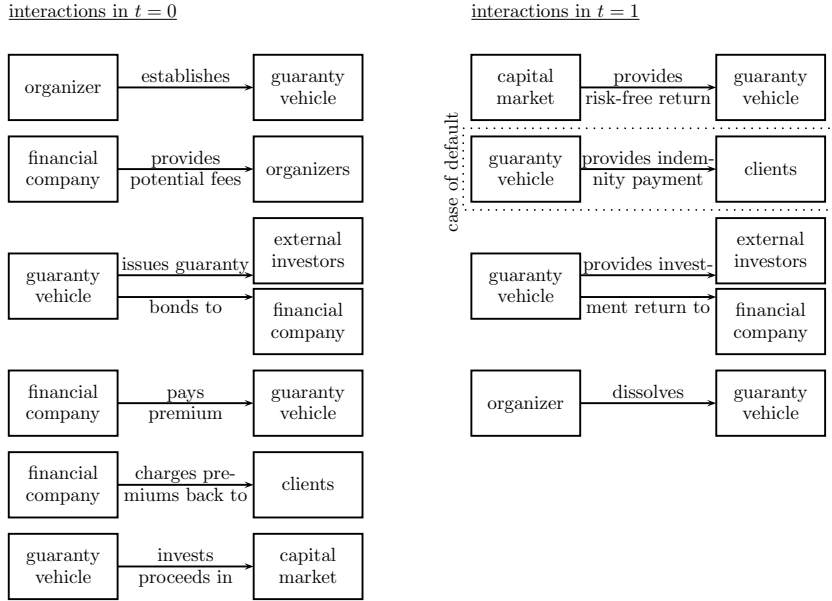 interactions in t = 0
organizer
establishes
guaranty
vehicle
financial
company
provides
potential fees
organizers
guaranty
vehicle
issues guaranty
bonds to
external
investors
financial
company
financial
company
pays
premium
guaranty
vehicle
financial
company
charges pre-
miums back to
clients
guaranty
vehicle
invests
proceeds in
capital
market
interactions in t = 1
capital
market
provides
risk-free return
guaranty
vehicle
case of default
guaranty
vehicle
provides indem-
nity payment
clients
guaranty
vehicle
provides invest-
ment return to
external
investors
financial
company
organizer
dissolves
guaranty
vehicle